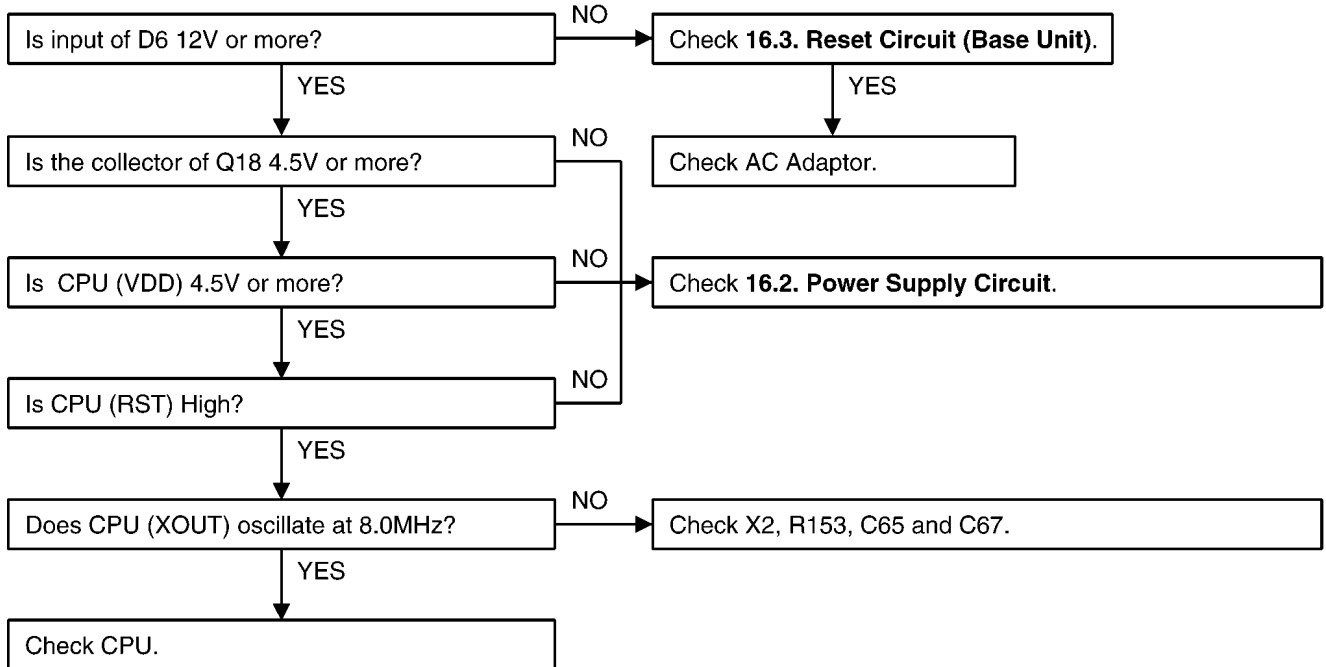 Is input of D6 12V or more?
NO
Check 16.3. Reset Circuit (Base Unit).
YES
YES
Is the collector of Q18 4.5V or more?
NO
Check AC Adaptor.
YES
Is CPU (VDD) 4.5V or more?
NO
Check 16.2. Power Supply Circuit.
YES
Is CPU (RST) High?
NO
YES
Does CPU (XOUT) oscillate at 8.0MHz?
NO
Check X2, R153, C65 and C67.
YES
Check CPU.